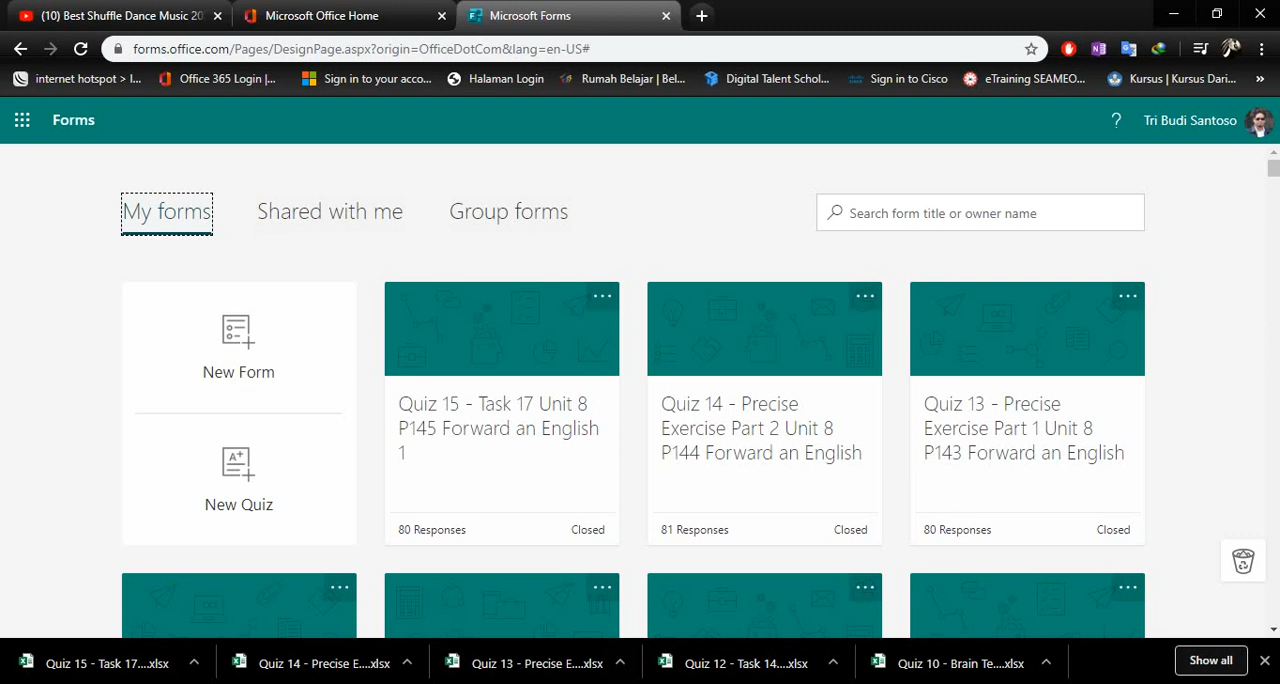 (10) Best Shuffle Dance Music 20
Microsoft Office Home
Microsoft Forms
forms.office.com/Pages/DesignPage.aspx?origin=OfficeDotCom&lang=en-US#
internet hotspot > I...
Office 365 Login |...
Sign in to your acco...
Halaman Login
Rumah Belajar | Bel...
Digital Talent Schol...
Sign in to Cisco
eTraining SEAMEO...
Kursus | Kursus Dari...
»
Forms
?
Tri Budi Santoso
My forms
Shared with me
Group forms
Search form title or owner name
New Form
New Quiz
Quiz 15 - Task 17 Unit 8
P145 Forward an English
1
80 Responses
Closed
Quiz 14 - Precise
Exercise Part 2 Unit 8
P144 Forward an English
81 Responses
Closed
Quiz 13 - Precise
Exercise Part 1 Unit 8
P143 Forward an English
80 Responses
Closed
Quiz 15 - Task 17....xlsx
Quiz 14 - Precise E....xlsx
Quiz 13 - Precise E....xlsx
Quiz 12 - Task 14....xlsx
Quiz 10 - Brain Te....xlsx
Show all